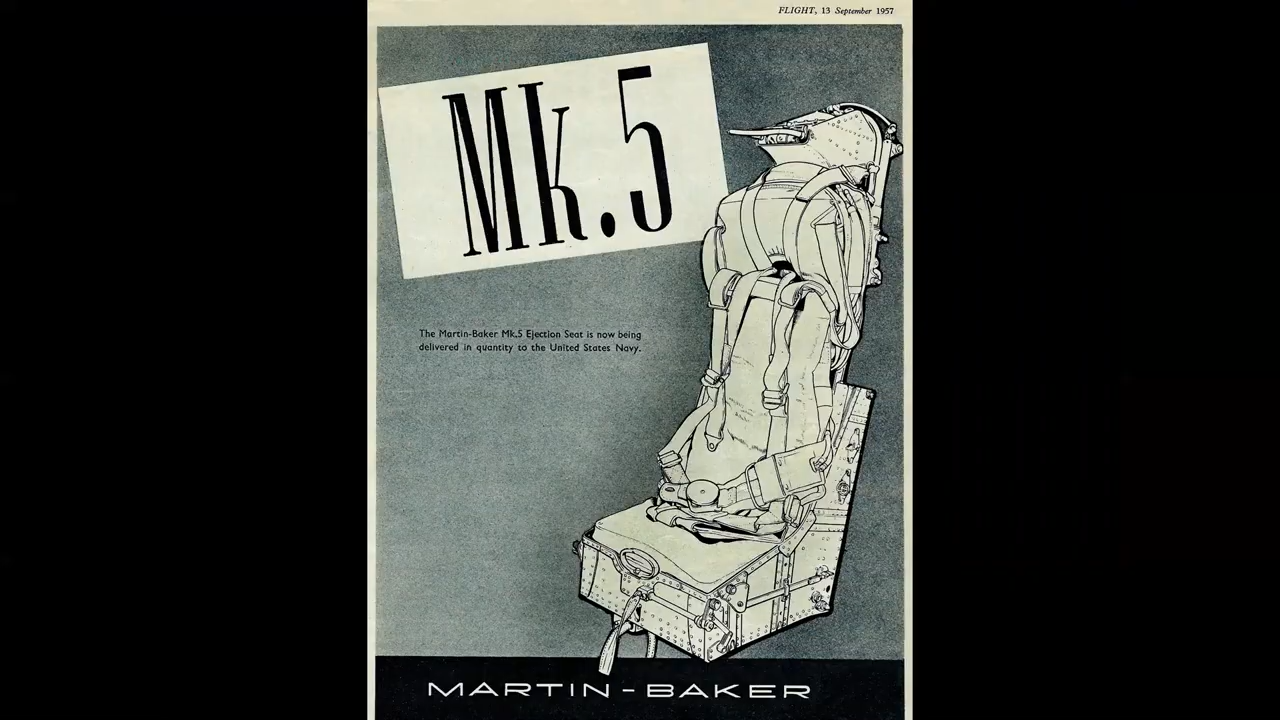 FLIGHT, 13 September 1957
Mk.5
The Martin-Baker Mk.5 Ejection Seat is now being
delivered in quantity to the United States Navy.
MARTIN-BAKER